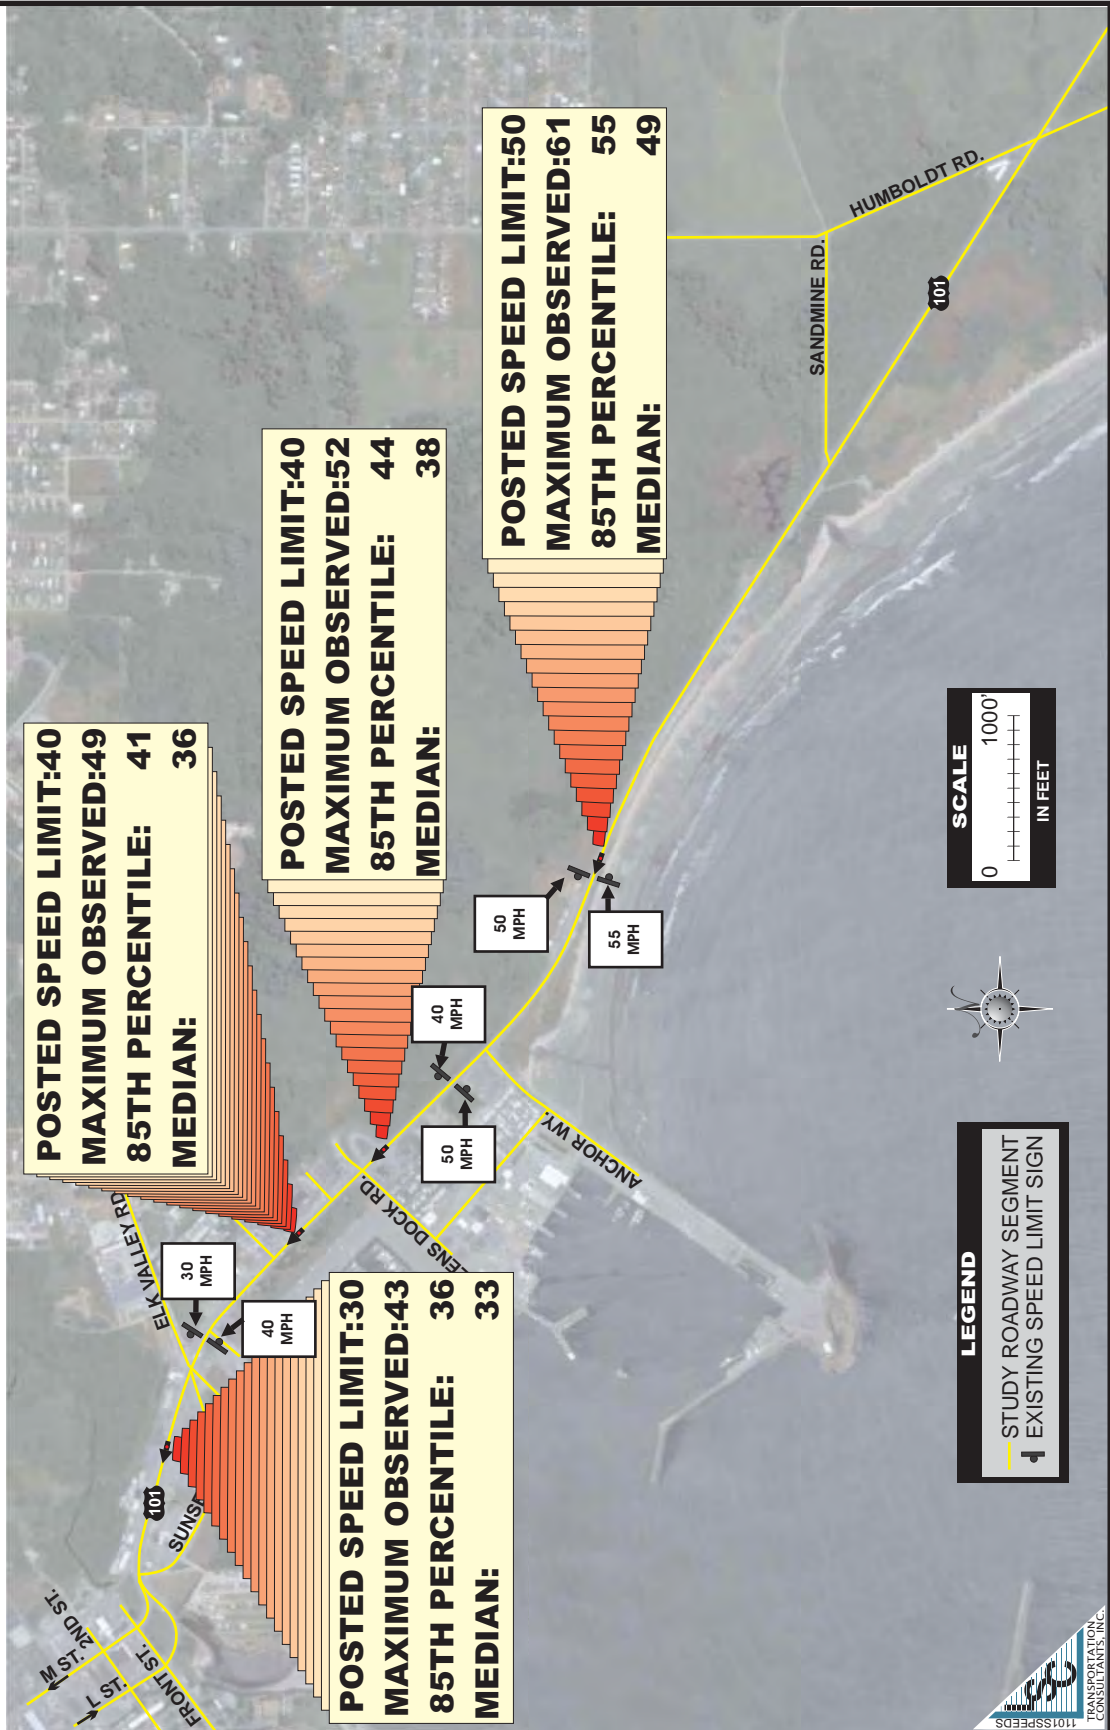 POSTED SPEED LIMIT:40
MAXIMUM OBSERVED:49
85TH PERCENTILE: 41
MEDIAN: 36
POSTED SPEED LIMIT:40
MAXIMUM OBSERVED:52
85TH PERCENTILE: 44
MEDIAN: 38
POSTED SPEED LIMIT:50
MAXIMUM OBSERVED:61
85TH PERCENTILE: 55
MEDIAN: 49
POSTED SPEED LIMIT:30
MAXIMUM OBSERVED:43
85TH PERCENTILE: 36
MEDIAN: 33
M ST.
2ND ST.
L ST.
FRONT ST.
101
ELK VALLEY RD
30
MPH
40
MPH
DOCK RD.
40
MPH
50
MPH
ANCHOR WY.
50
MPH
55
MPH
SANDMINE RD.
HUMBOLDT RD.
101
LEGEND
STUDY ROADWAY SEGMENT
EXISTING SPEED LIMIT SIGN
SCALE
0 1000'
IN FEET
LSC
TRANSPORTATION
CONSULTANTS, INC.
1101SSPEEDS